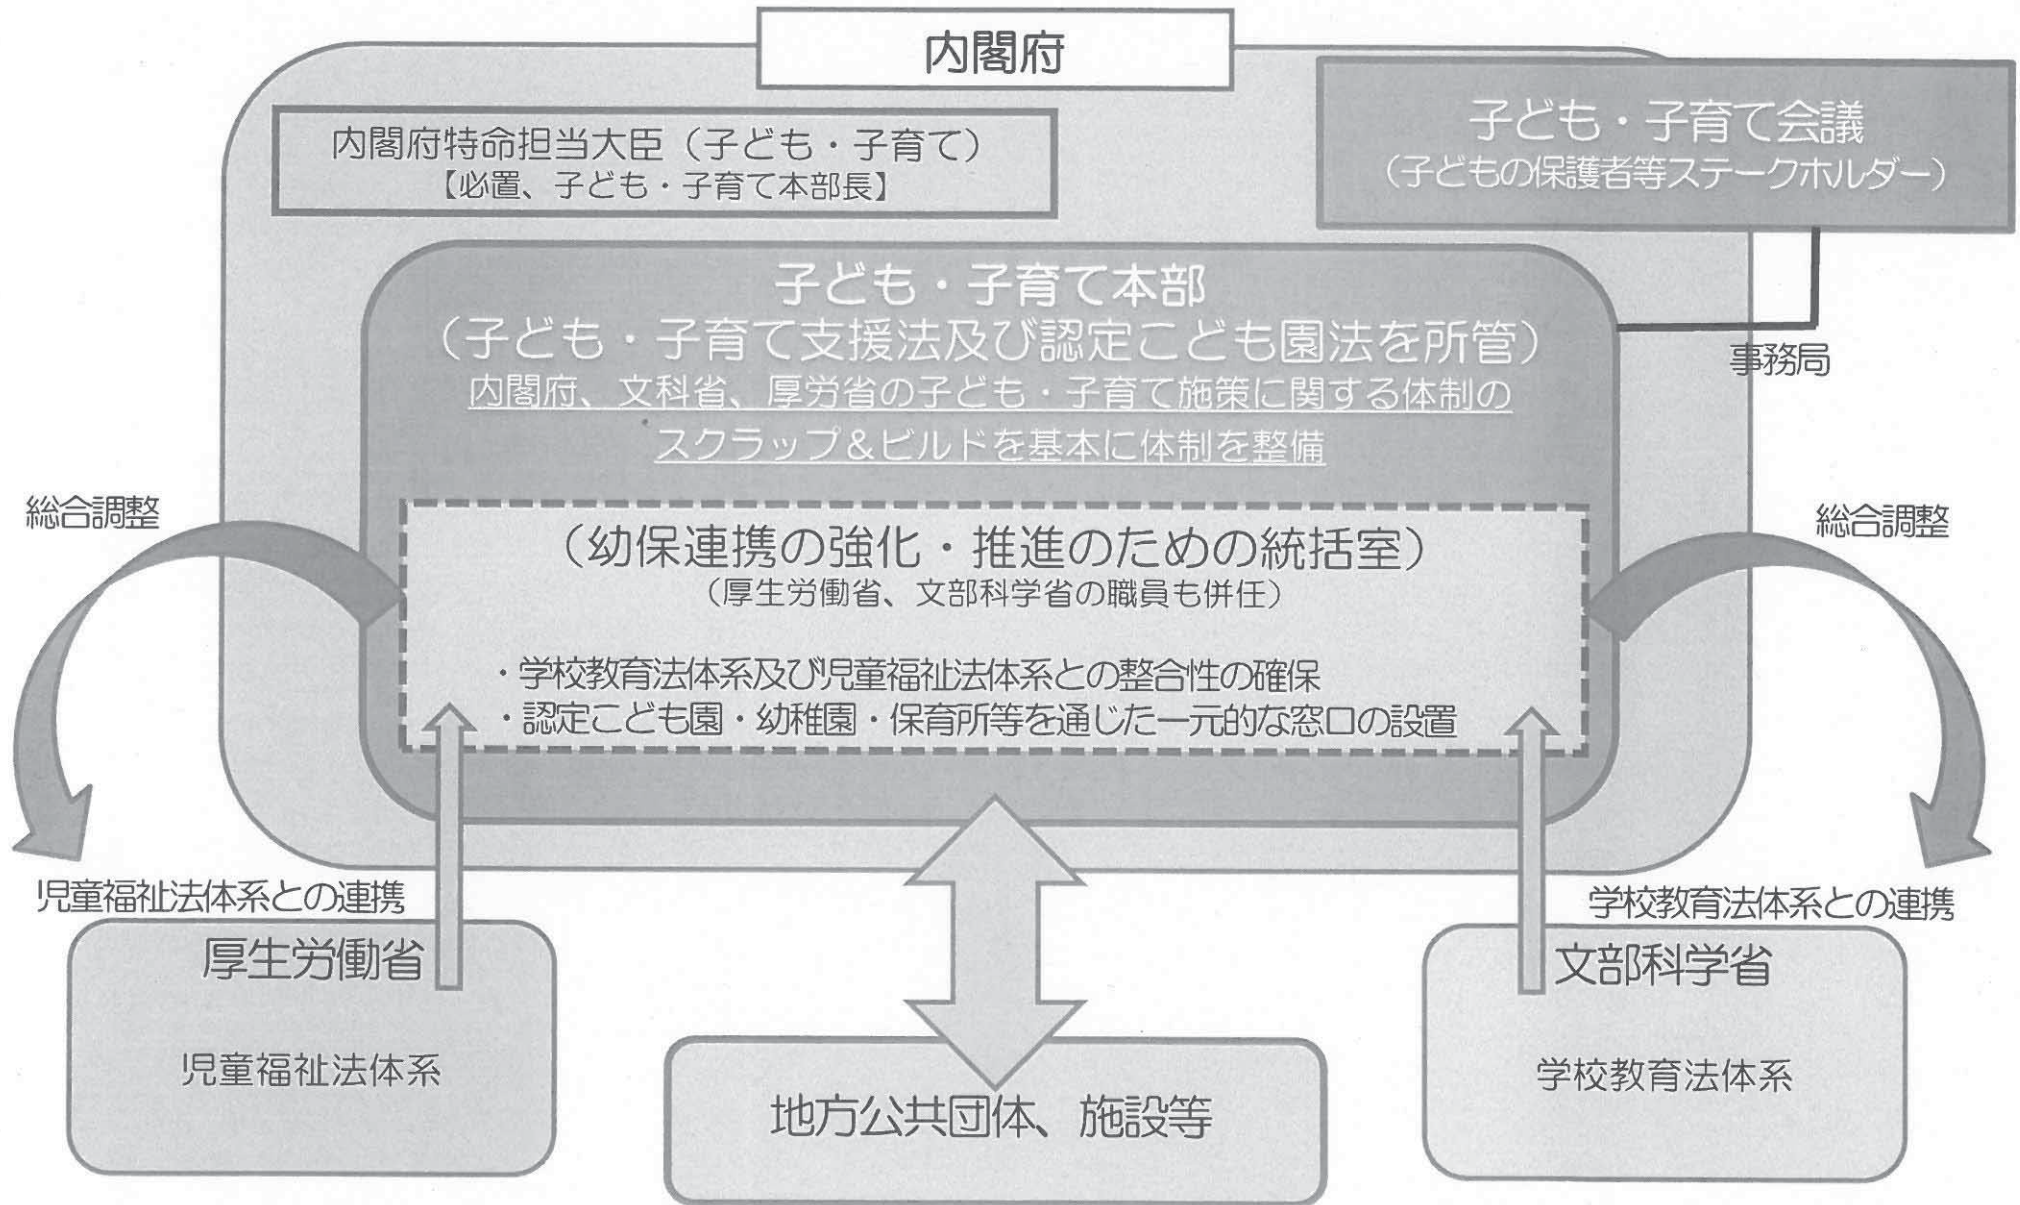 内閣府
内閣府特命担当大臣（子ども・子育て）
【必置、子ども・子育て本部長】
子ども・子育て会議
（子どもの保護者等ステークホルダー）
子ども・子育て本部
（子ども・子育て支援法及び認定こども園法を所管）
内閣府、文科省、厚労省の子ども・子育て施策に関する体制の
スクラップ＆ビルドを基本に体制を整備
事務局
総合調整
総合調整
（幼保連携の強化・推進のための統括室）
（厚生労働省、文部科学省の職員も併任）
・学校教育法体系及び児童福祉法体系との整合性の確保
・認定こども園・幼稚園・保育所等を通じた一元的な窓口の設置
児童福祉法体系との連携
学校教育法体系との連携
厚生労働省
児童福祉法体系
文部科学省
学校教育法体系
地方公共団体、施設等